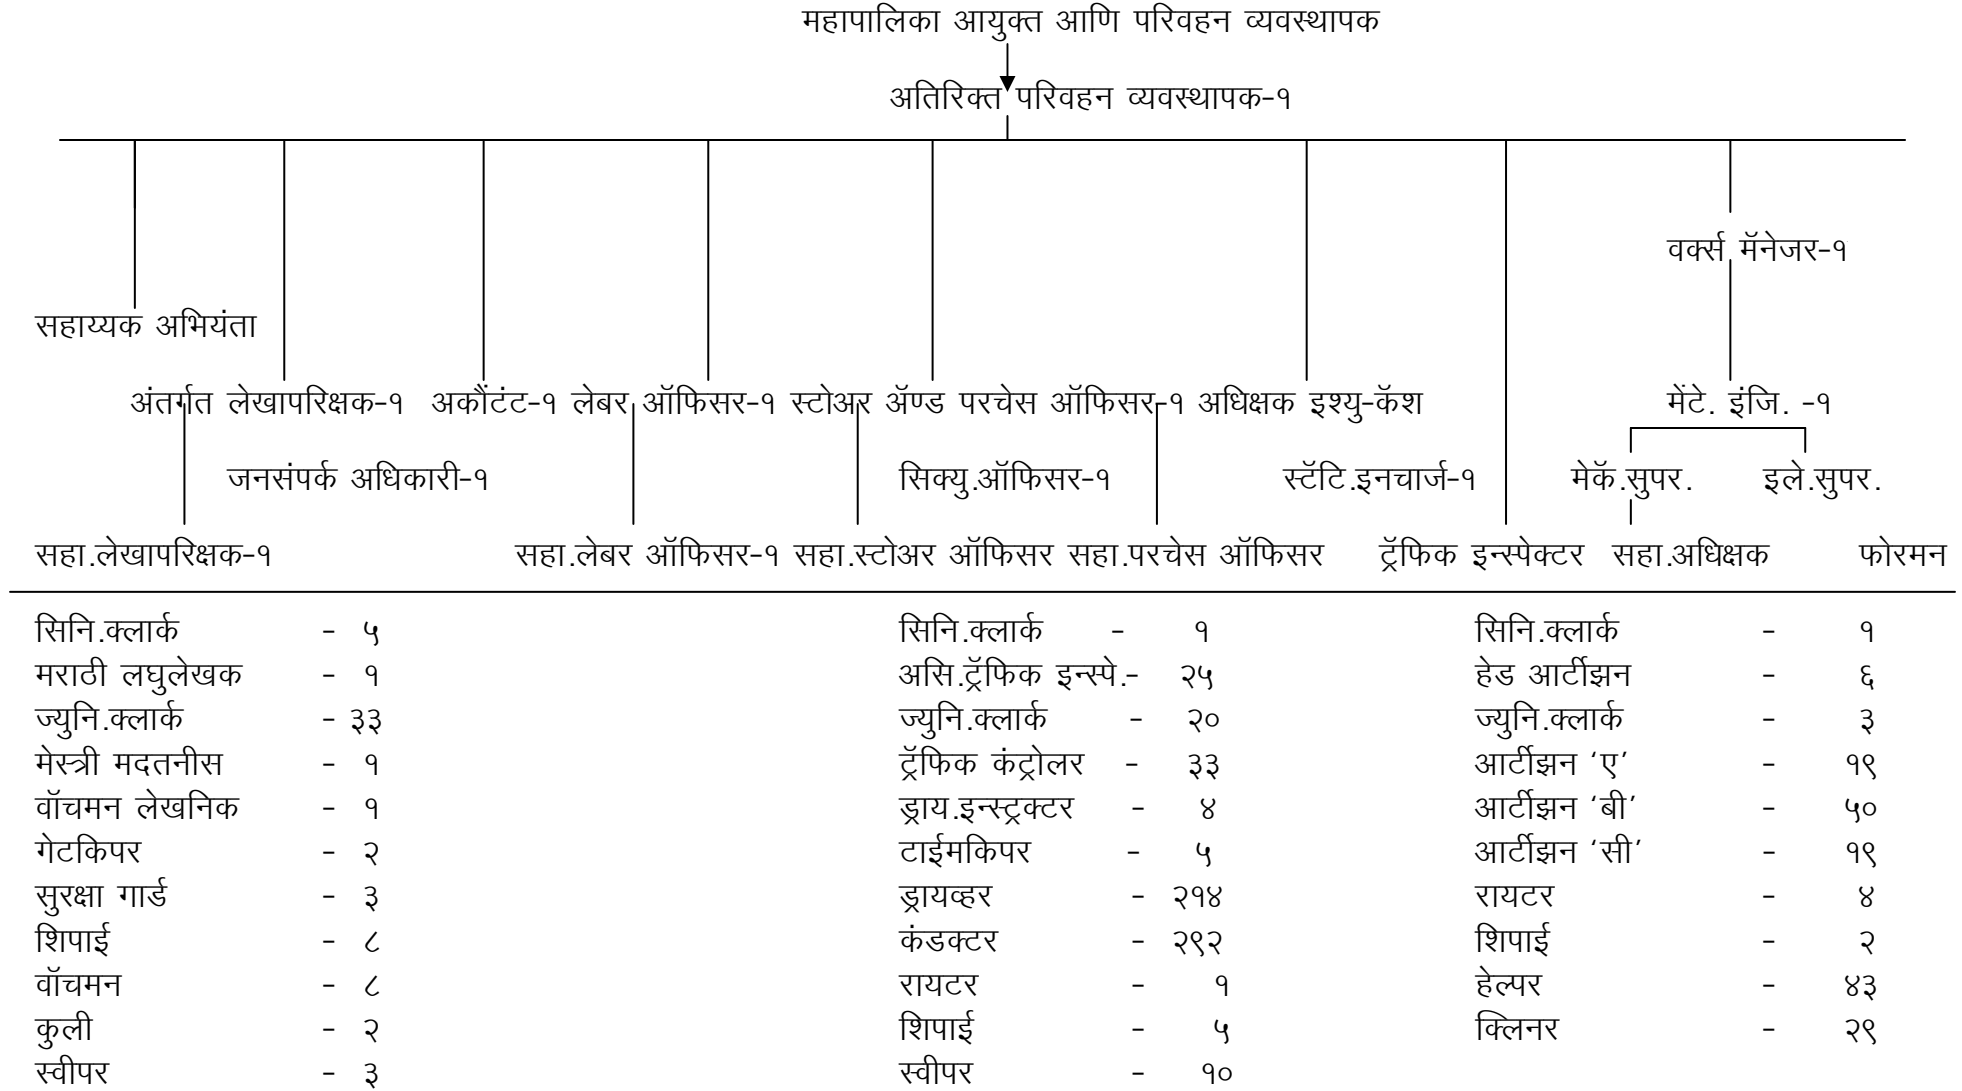 महापालिका आयुक्त आणि परिवहन व्यवस्थापक
अतिरिक्त परिवहन व्यवस्थापक-१
वर्क्स मॅनेजर-१
सहाय्यक अभियंता
अंतर्गत लेखापरिक्षक-१ अकौंटंट-१ लेबर ऑफिसर-१ स्टोअर ॲण्ड परचेस ऑफिसर-१ अधिक्षक इश्यु-कॅश मेंटे. इंजि. -१
जनसंपर्क अधिकारी-१ सिक्यु.ऑफिसर-१ स्टॅटि.इनचार्ज-१ मेकॅ.सुपर. इले.सुपर.
सहा.लेखापरिक्षक-१ सहा.लेबर ऑफिसर-१ सहा.स्टोअर ऑफिसर सहा.परचेस ऑफिसर ट्रॅफिक इन्स्पेक्टर सहा.अधिक्षक फोरमन
सिनि.क्लार्क - ५ सिनि.क्लार्क - १ सिनि.क्लार्क - १
मराठी लघुलेखक - १ असि.ट्रॅफिक इन्स्पे.- २५ हेड आर्टीझन - ६
ज्युनि.क्लार्क - ३३ ज्युनि.क्लार्क - २० ज्युनि.क्लार्क - ३
मेस्त्री मदतनीस - १ ट्रॅफिक कंट्रोलर - ३३ आर्टीझन ‘ए’ - १९
वॉचमन लेखनिक - १ ड्राय.इन्स्ट्रक्टर - ४ आर्टीझन ‘बी’ - ५०
गेटकिपर - २ टाईमकिपर - ५ आर्टीझन ‘सी’ - १९
सुरक्षा गार्ड - ३ ड्रायव्हर - २१४ रायटर - ४
शिपाई - ८ कंडक्टर - २९२ शिपाई - २
वॉचमन - ८ रायटर - १ हेल्पर - ४३
कुली - २ शिपाई - ५ क्लिनर - २९
स्वीपर - ३ स्वीपर - १०